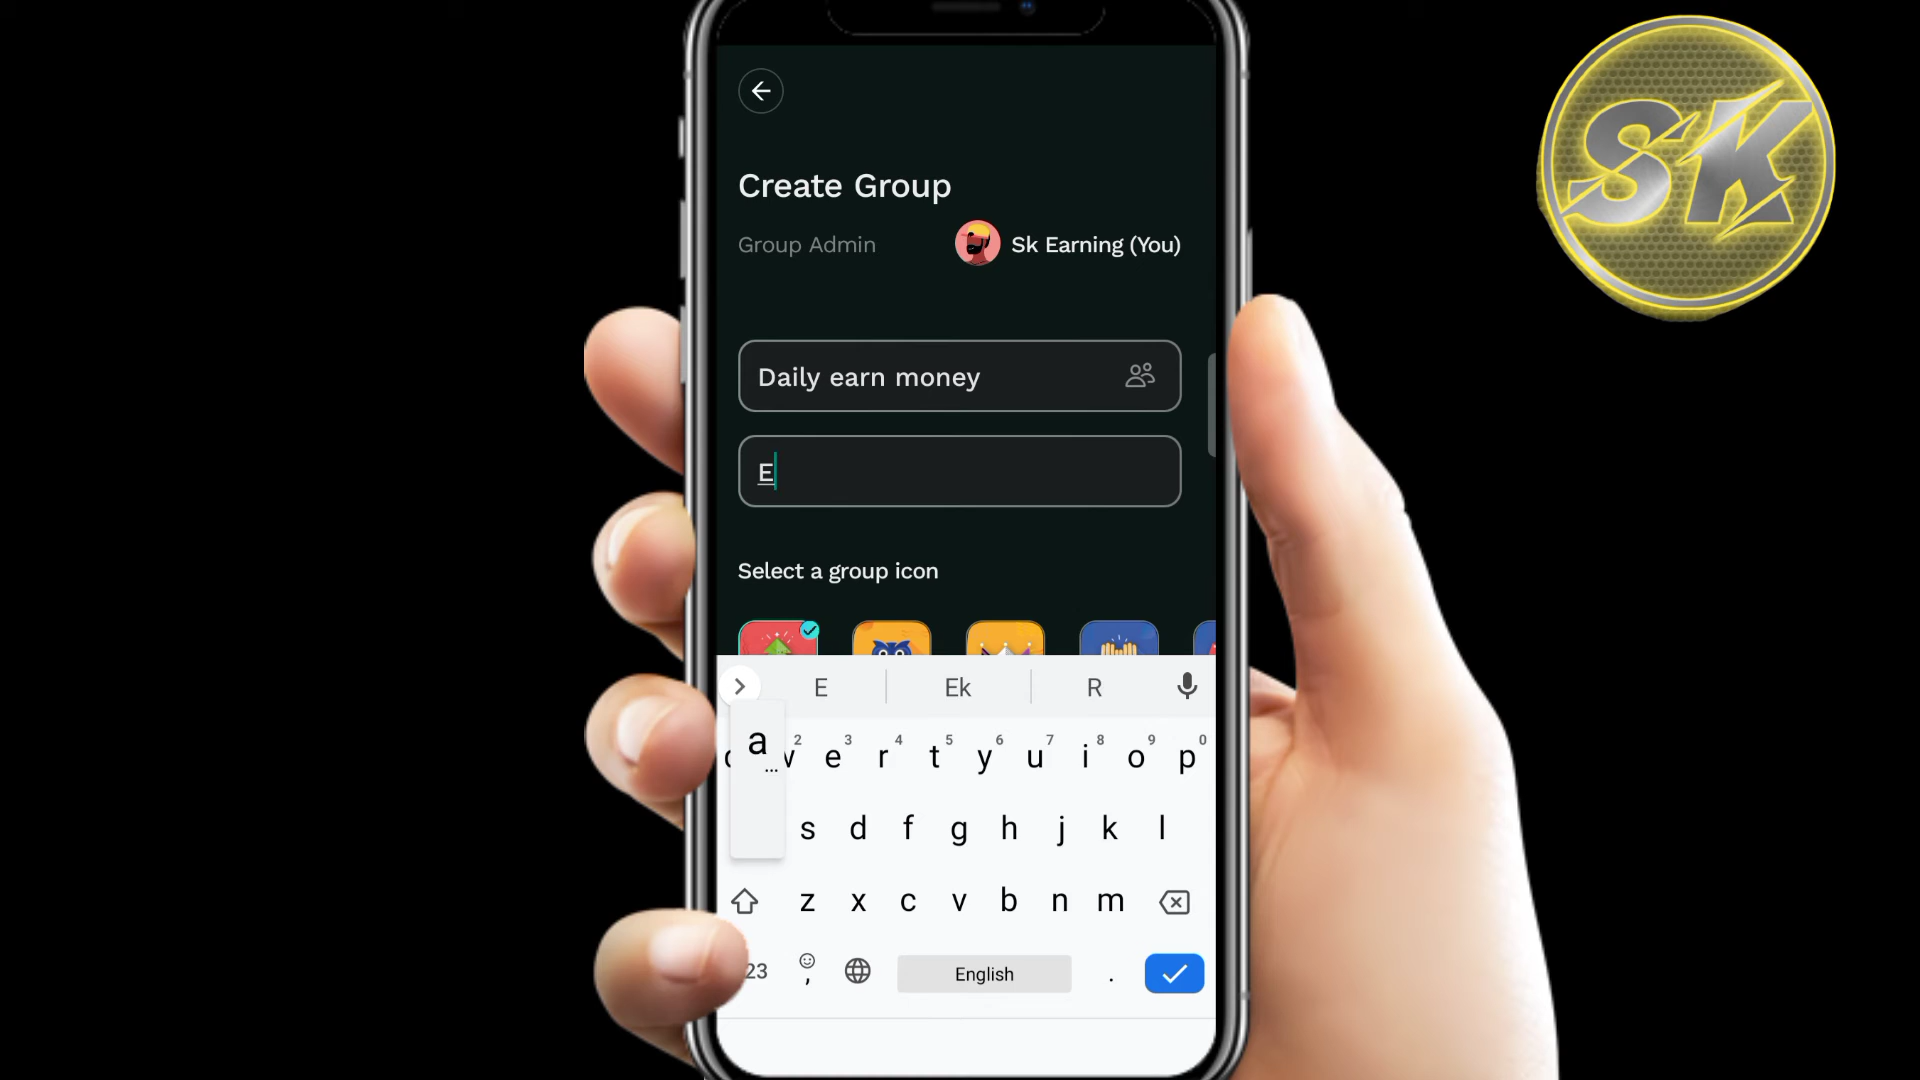 SK
Create Group
Group Admin Sk Earning (You)
Daily earn money
E
Select a group icon
E Ek R
a ...
2 3 4 5 6 7 8 9 0
e r t y u i o p
s d f g h j k l
z x c v b n m
23 , English .